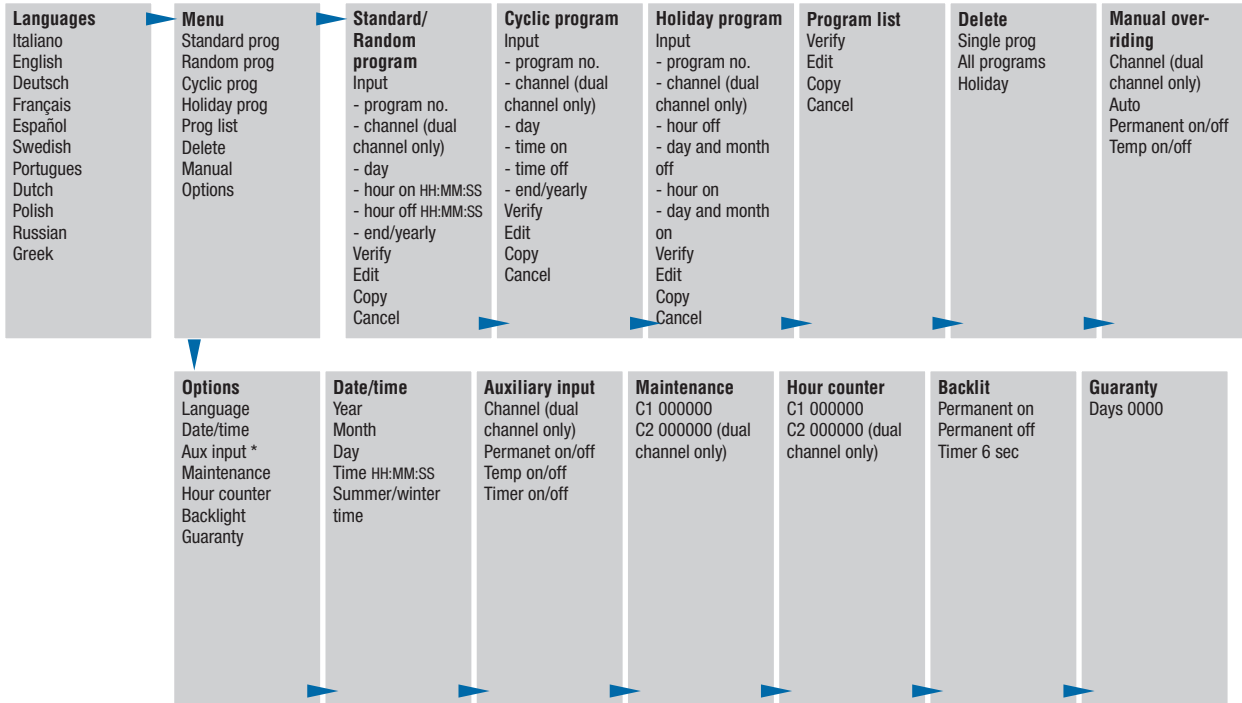 Languages
Italiano
English
Deutsch
Français
Español
Swedish
Portugues
Dutch
Polish
Russian
Greek
Menu
Standard prog
Random prog
Cyclic prog
Holiday prog
Prog list
Delete
Manual
Options
Standard/
Random
program
Input
- program no.
- channel (dual
channel only)
- day
- hour on HH:MM:SS
- hour off HH:MM:SS
- end/yearly
Verify
Edit
Copy
Cancel
Cyclic program
Input
- program no.
- channel (dual
channel only)
- day
- time on
- time off
- end/yearly
Verify
Edit
Copy
Cancel
Holiday program
Input
- program no.
- channel (dual
channel only)
- hour off
- day and month
off
- hour on
- day and month
on
Verify
Edit
Copy
Cancel
Program list
Verify
Edit
Copy
Cancel
Delete
Single prog
All programs
Holiday
Manual over-
riding
Channel (dual
channel only)
Auto
Permanent on/off
Temp on/off
Options
Language
Date/time
Aux input *
Maintenance
Hour counter
Backlight
Guaranty
Date/time
Year
Month
Day
Time HH:MM:SS
Summer/winter
time
Auxiliary input
Channel (dual
channel only)
Permanet on/off
Temp on/off
Timer on/off
Maintenance
C1 000000
C2 000000 (dual
channel only)
Hour counter
C1 000000
C2 000000 (dual
channel only)
Backlit
Permanent on
Permanent off
Timer 6 sec
Guaranty
Days 0000